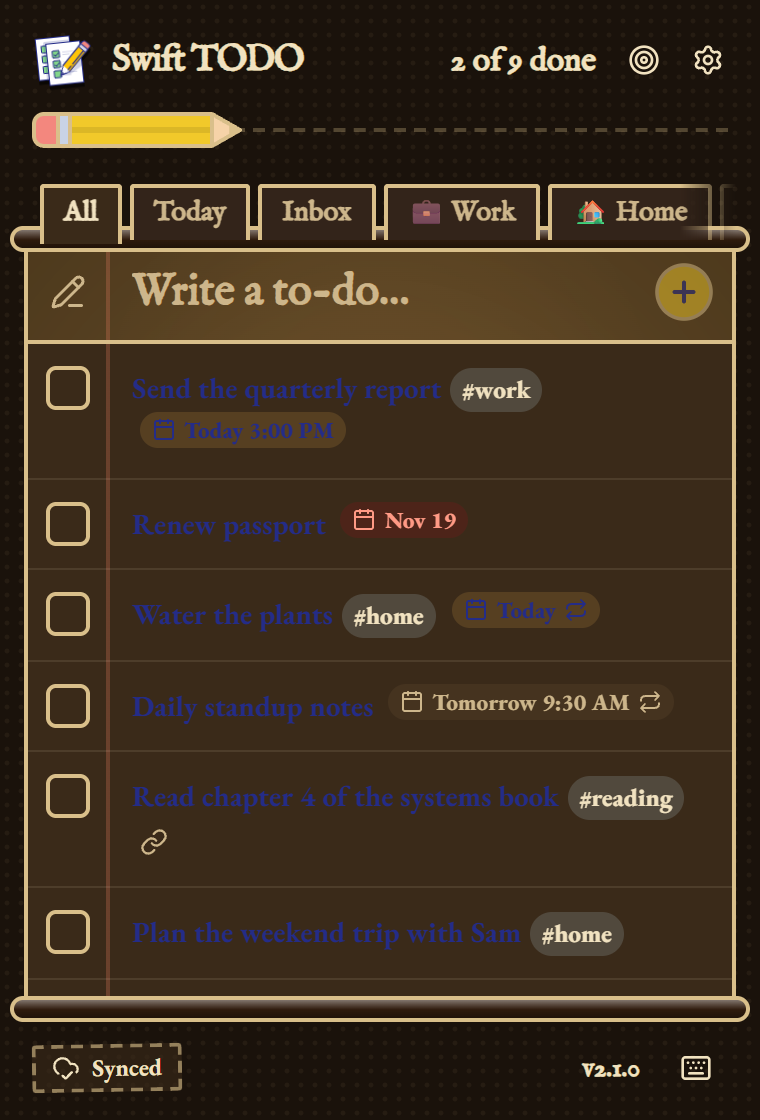 Swift TODO
2 of 9 done
All
Today
Inbox
Work
Home
Write a to-do...
Send the quarterly report #work
Today 3:00 PM
Renew passport Nov 19
Water the plants #home Today
Daily standup notes Tomorrow 9:30 AM
Read chapter 4 of the systems book #reading
Plan the weekend trip with Sam #home
Synced
v2.1.0